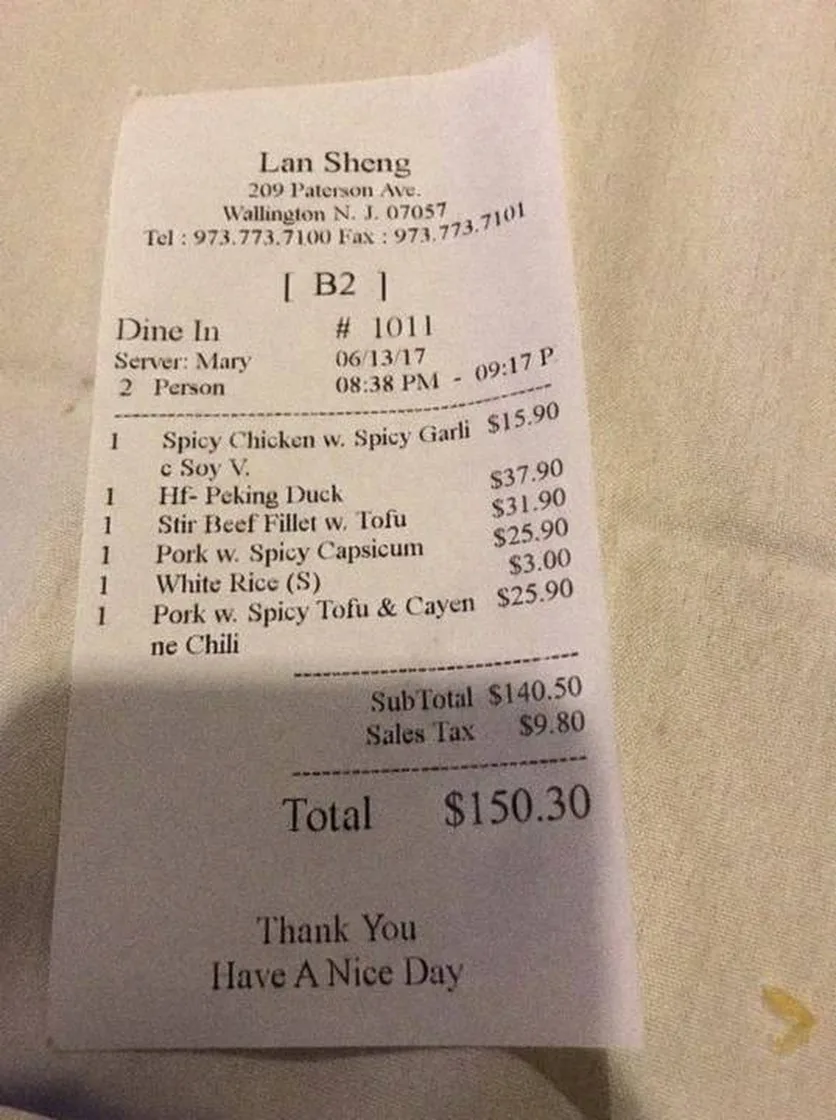 Lan Sheng
209 Paterson Ave.
Wallington N. J. 07057
Tel : 973.773.7100 Fax : 973.773.7101
[ B2 ]
Dine In # 1011
Server: Mary 06/13/17
2 Person 08:38 PM - 09:17 P
1 Spicy Chicken w. Spicy Garli $15.90
c Soy V.
1 Hf- Peking Duck $37.90
1 Stir Beef Fillet w. Tofu $31.90
1 Pork w. Spicy Capsicum $25.90
1 White Rice (S) $3.00
1 Pork w. Spicy Tofu & Cayen $25.90
ne Chili
SubTotal $140.50
Sales Tax $9.80
Total $150.30
Thank You
Have A Nice Day